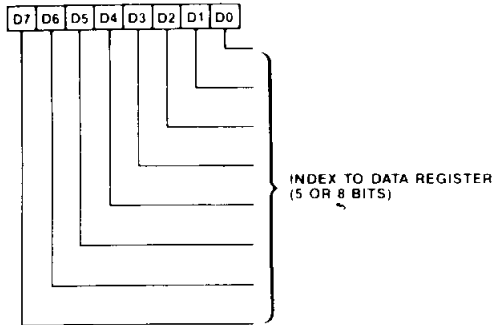 D7 D6 D5 D4 D3 D2 D1 D0
INDEX TO DATA REGISTER
(5 OR 8 BITS)